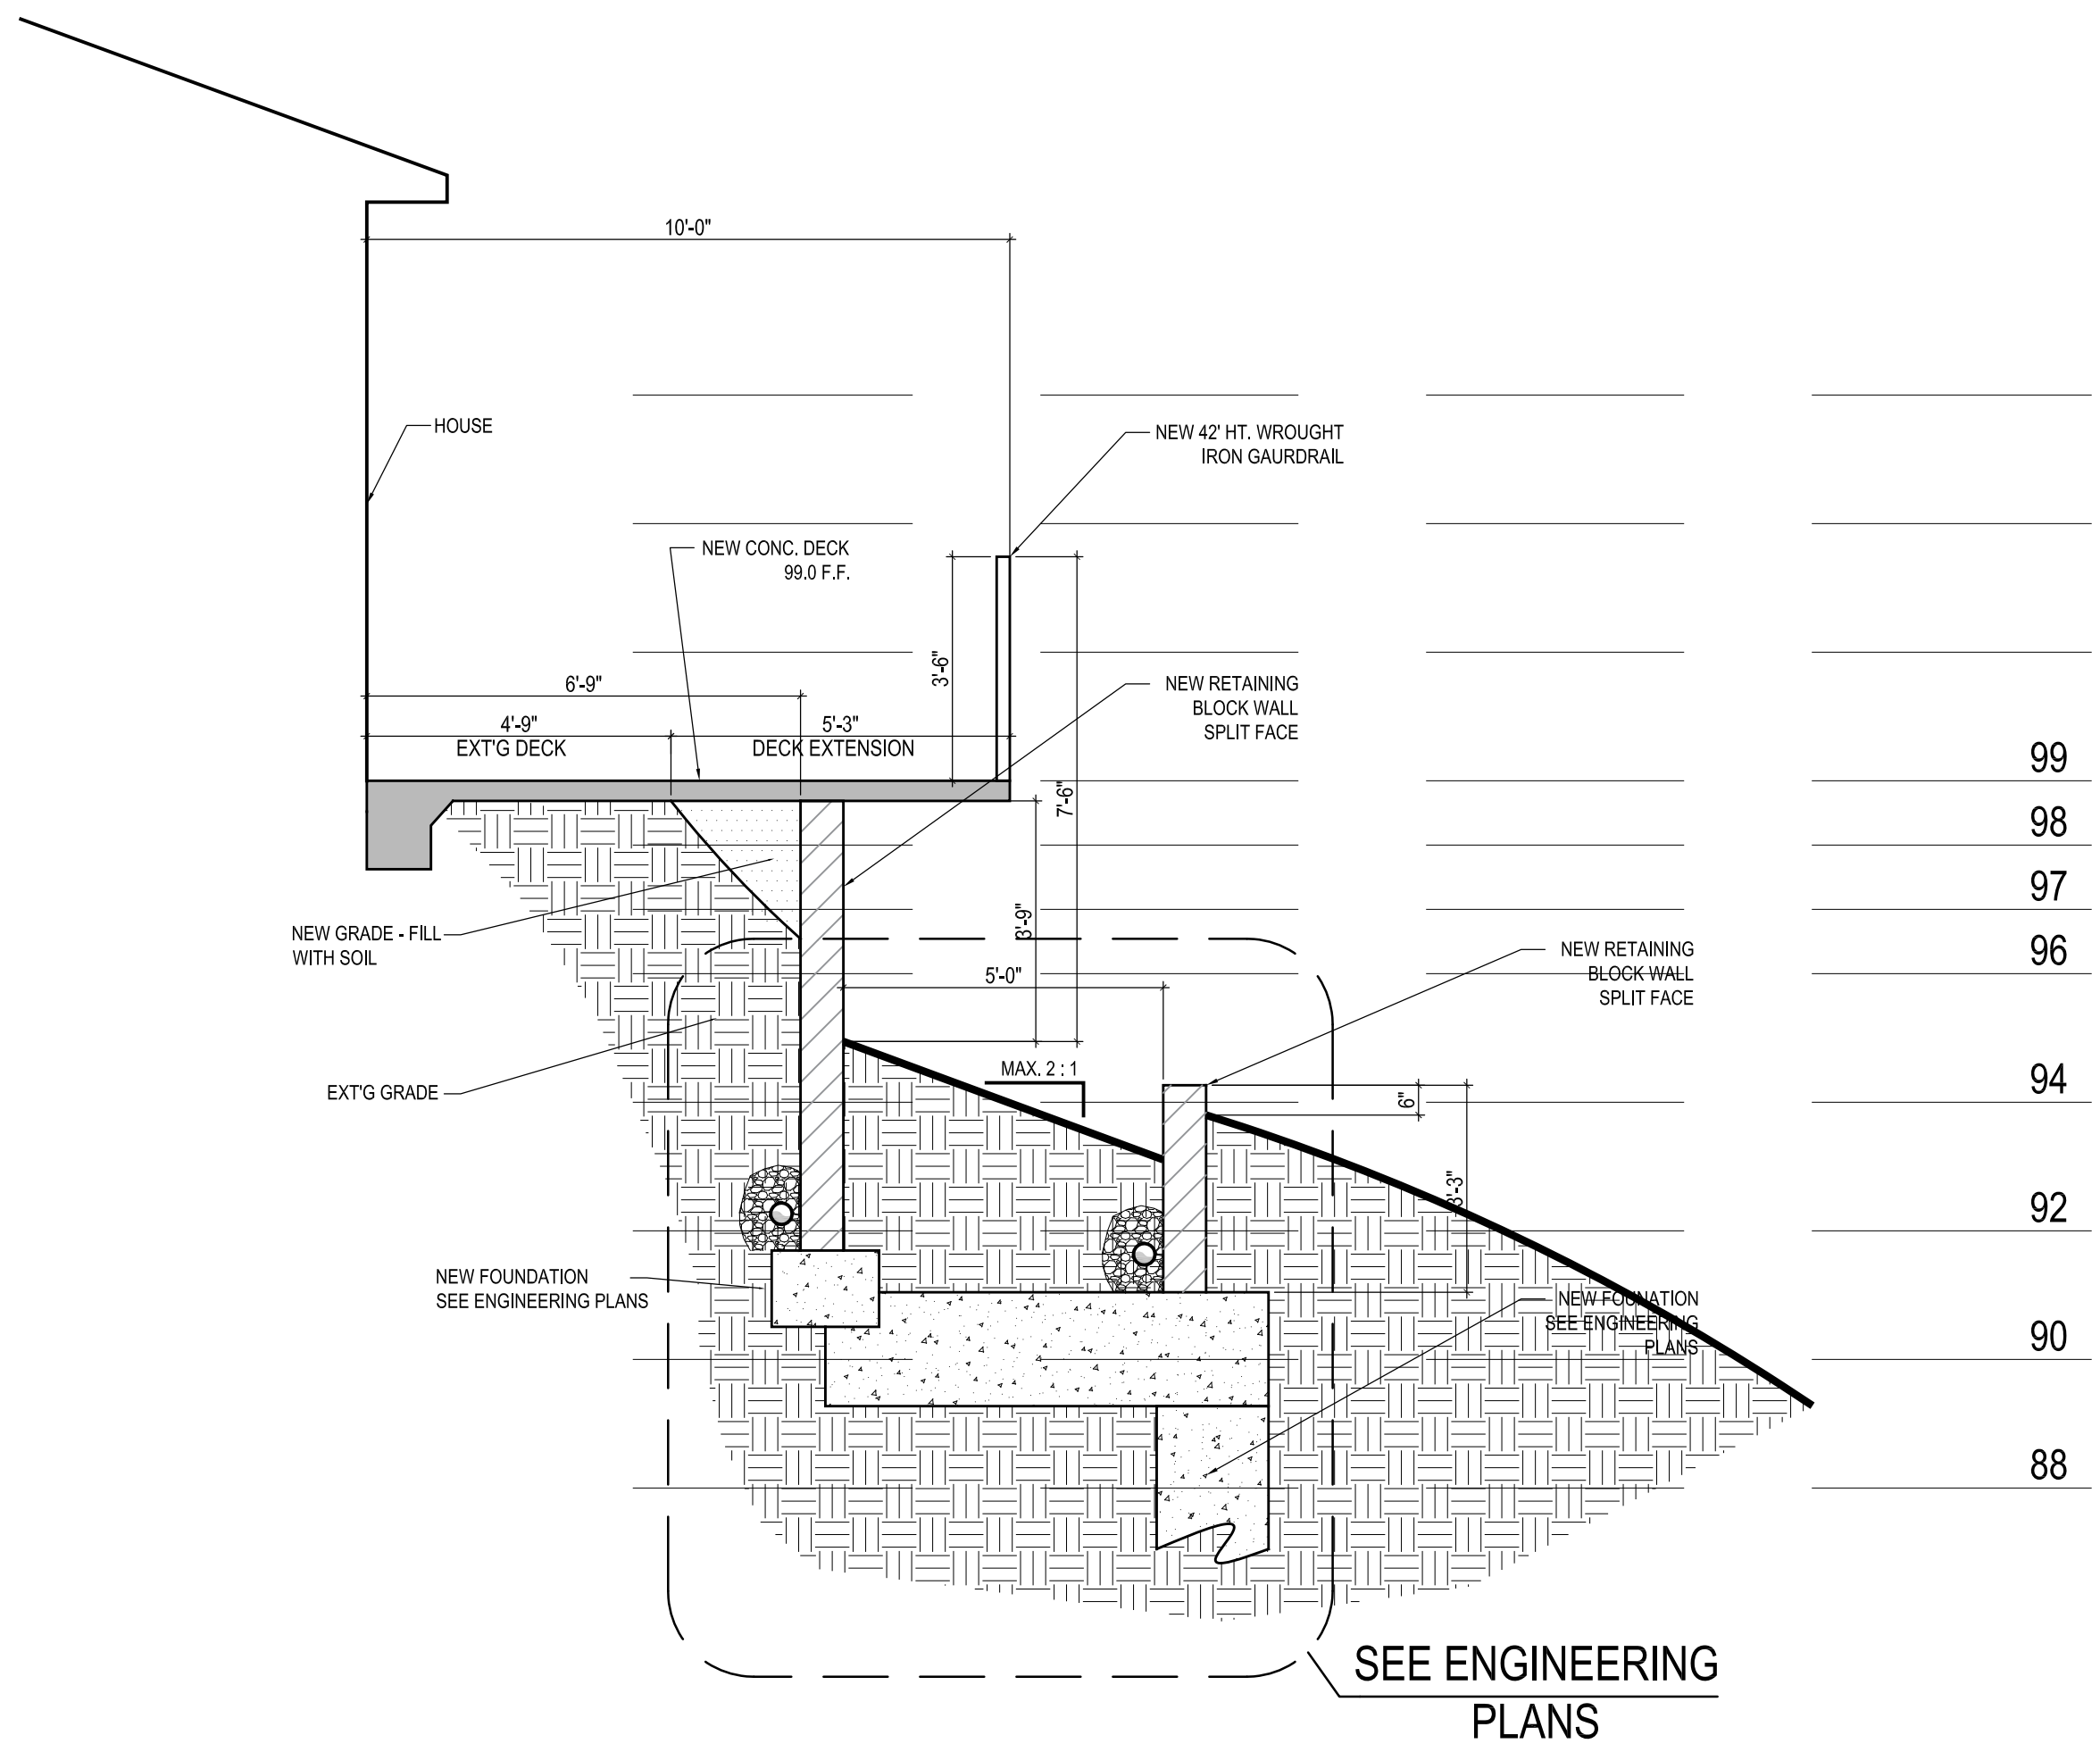 10'-0"
HOUSE
NEW 42' HT. WROUGHT
IRON GAURDRAIL
NEW CONC. DECK
99.0 F.F.
3'-6"
6'-9"
NEW RETAINING
BLOCK WALL
SPLIT FACE
4'-9"
EXT'G DECK
5'-3"
DECK EXTENSION
7'-6"
99
98
97
96
94
92
90
88
3'-9"
NEW GRADE - FILL
WITH SOIL
NEW RETAINING
BLOCK WALL
SPLIT FACE
5'-0"
MAX. 2 : 1
EXT'G GRADE
6"
3'-3"
NEW FOUNDATION
SEE ENGINEERING PLANS
NEW FOUNATION
SEE ENGINEERING
PLANS
SEE ENGINEERING
PLANS